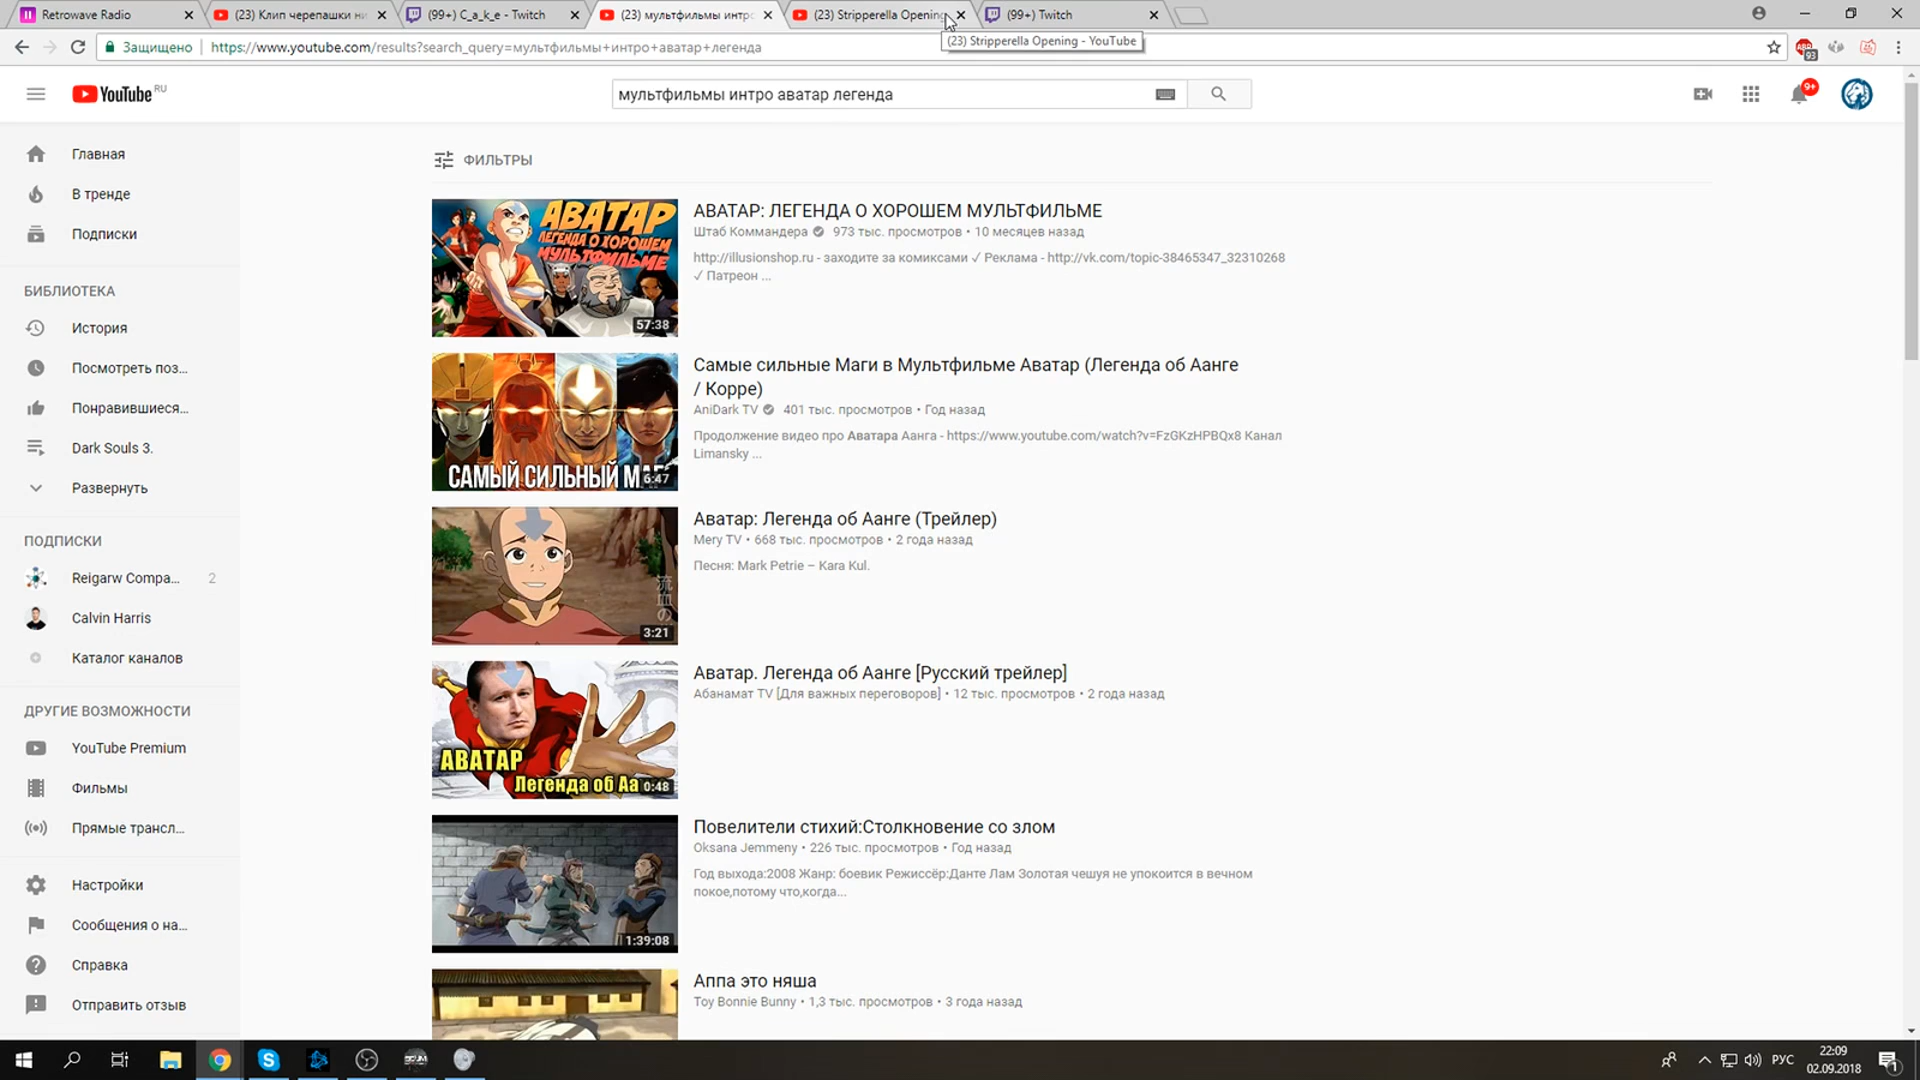 Retrowave Radio
(23) Клип черепашки ни
(99+) C_a_k_e - Twitch
(23) мультфильмы интро
(23) Stripperella Opening
(99+) Twitch
Защищено
https://www.youtube.com/results?search_query=мультфильмы+интро+аватар+легенда
(23) Stripperella Opening - YouTube
93
YouTube RU
мультфильмы интро аватар легенда
9+
Главная
В тренде
Подписки
БИБЛИОТЕКА
История
Посмотреть поз...
Понравившиеся...
Dark Souls 3.
Развернуть
ПОДПИСКИ
Reigarw Compa... 2
Calvin Harris
Каталог каналов
ДРУГИЕ ВОЗМОЖНОСТИ
YouTube Premium
Фильмы
Прямые трансл...
Настройки
Сообщения о на...
Справка
Отправить отзыв
ФИЛЬТРЫ
АВАТАР
ЛЕГЕНДА О ХОРОШЕМ
МУЛЬТФИЛЬМЕ
57:38
АВАТАР: ЛЕГЕНДА О ХОРОШЕМ МУЛЬТФИЛЬМЕ
Штаб Коммандера 973 тыс. просмотров • 10 месяцев назад
http://illusionshop.ru - заходите за комиксами ✓ Реклама - http://vk.com/topic-38465347_32310268
✓ Патреон ...
САМЫЙ СИЛЬНЫЙ МАГ
6:47
Самые сильные Маги в Мультфильме Аватар (Легенда об Аанге
/ Корре)
AniDark TV 401 тыс. просмотров • Год назад
Продолжение видео про Аватара Аанга - https://www.youtube.com/watch?v=FzGKzHPBQx8 Канал
Limansky ...
流血の
3:21
Аватар: Легенда об Аанге (Трейлер)
Mery TV • 668 тыс. просмотров • 2 года назад
Песня: Mark Petrie – Kara Kul.
АВАТАР
Легенда об Аа
0:48
Аватар. Легенда об Аанге [Русский трейлер]
Абанамат TV [Для важных переговоров] • 12 тыс. просмотров • 2 года назад
1:39:08
Повелители стихий:Столкновение со злом
Oksana Jemmeny • 226 тыс. просмотров • Год назад
Год выхода:2008 Жанр: боевик Режиссёр:Данте Лам Золотая чешуя не упокоится в вечном
покое,потому что,когда...
Аппа это няша
Toy Bonnie Bunny • 1,3 тыс. просмотров • 3 года назад
РУС
22:09
02.09.2018
1